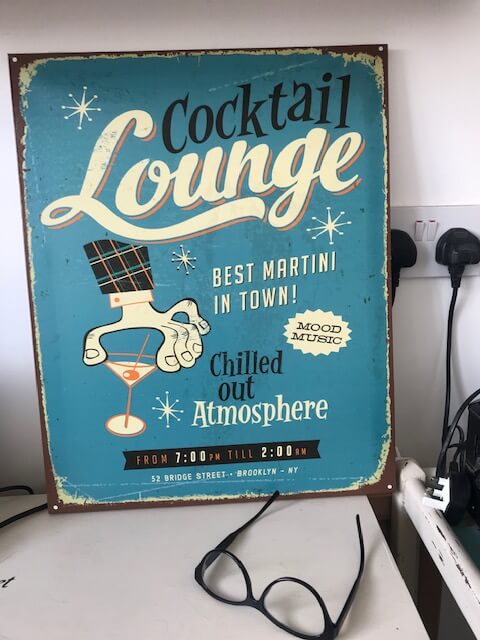 Cocktail
Lounge
BEST MARTINI
IN TOWN!
MOOD
MUSIC
Chilled
out
Atmosphere
FROM 7:00PM TILL 2:00AM
52 BRIDGE STREET - BROOKLYN - NY